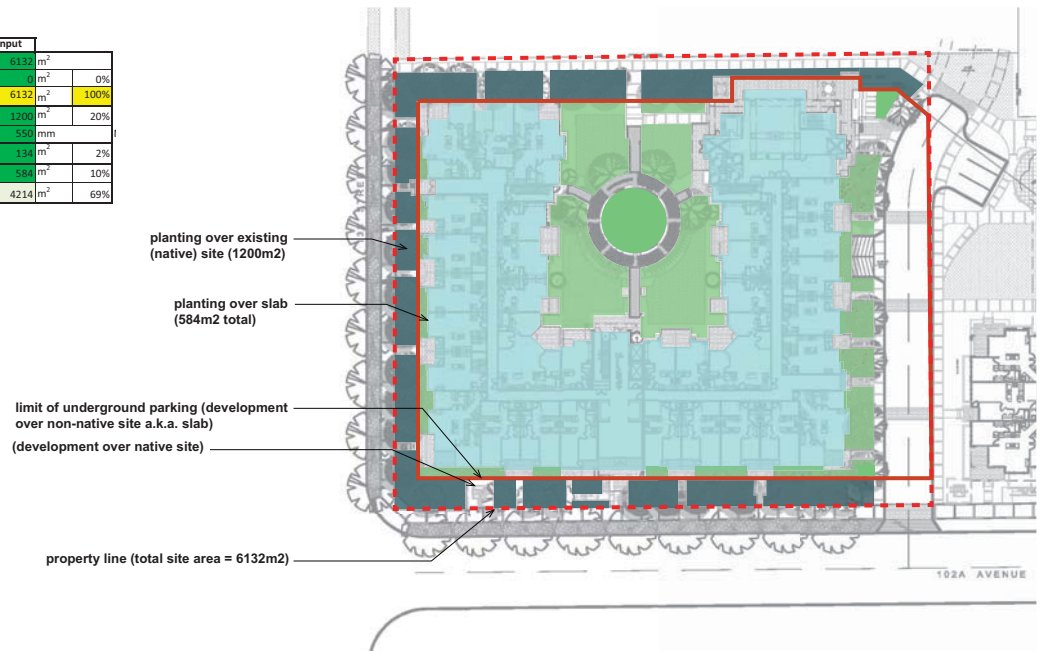 nput
6132 m²
0 m² 0%
6132 m² 100%
1200 m² 20%
550 mm
134 m² 2%
584 m² 10%
4214 m² 69%
planting over existing
(native) site (1200m2)
planting over slab
(584m2 total)
limit of underground parking (development
over non-native site a.k.a. slab)
(development over native site)
property line (total site area = 6132m2)
102A AVENUE